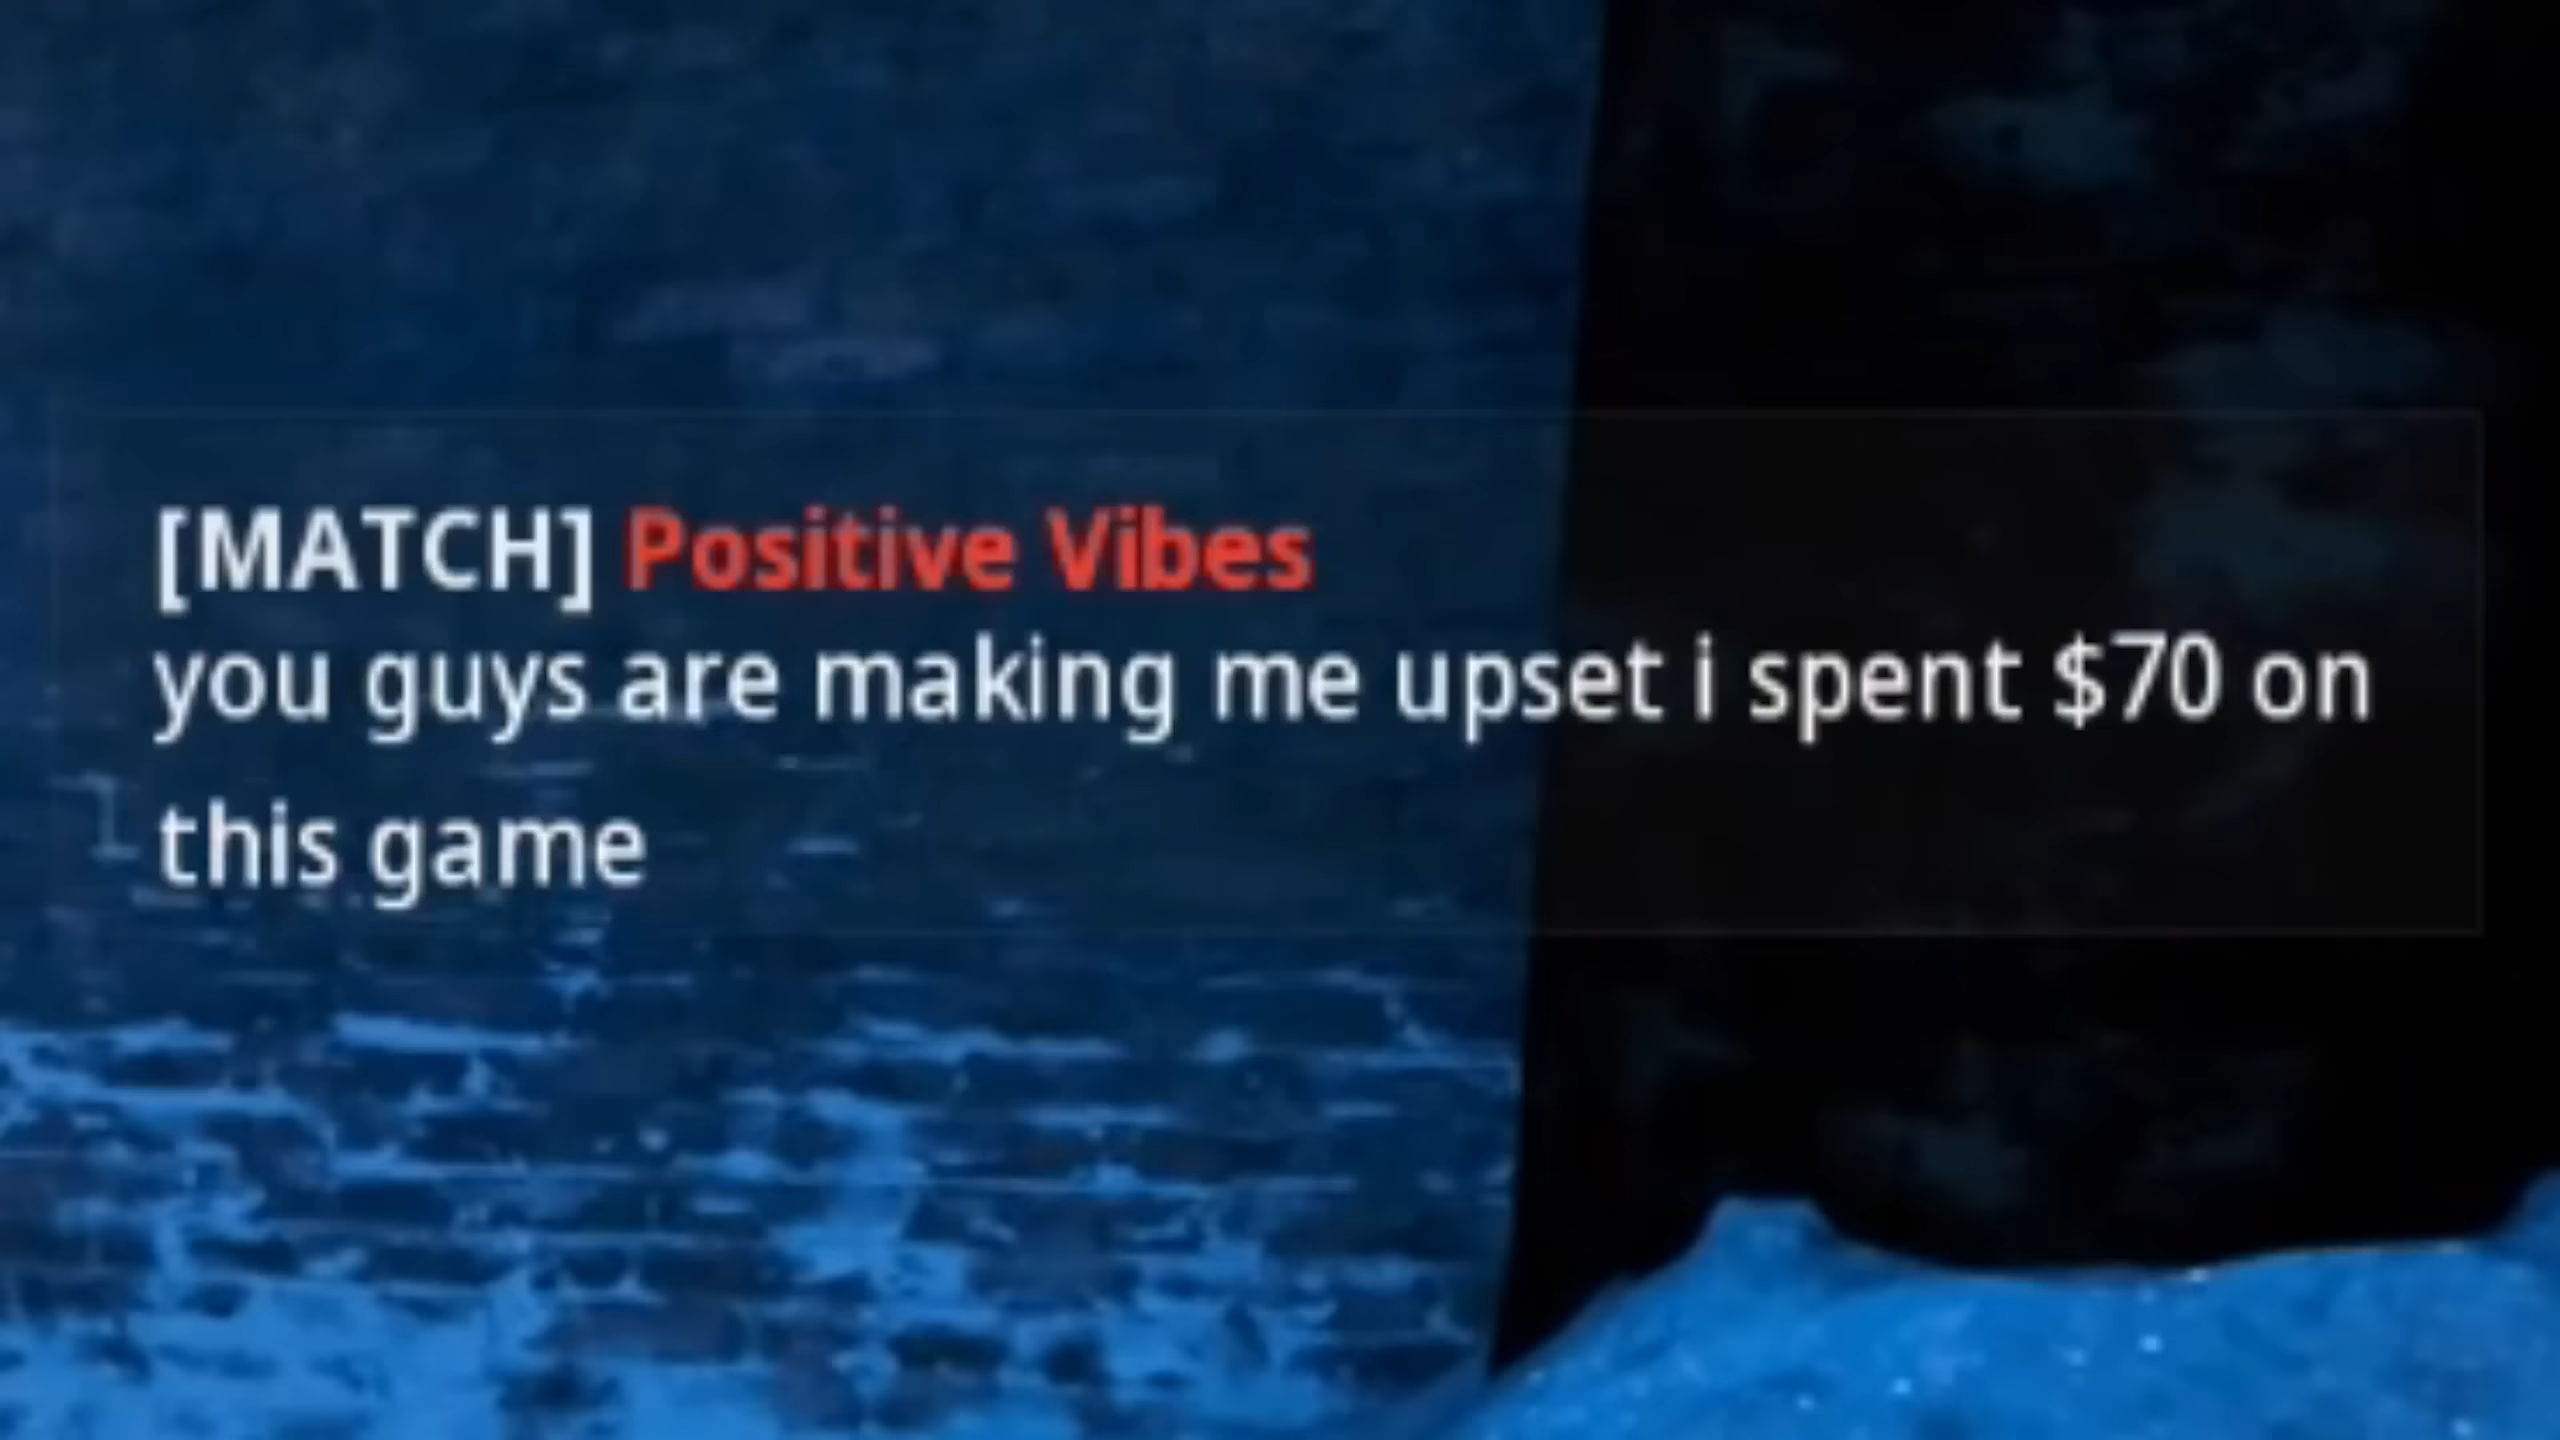 [MATCH] Positive Vibes
you guys are making me upset i spent $70 on
this game